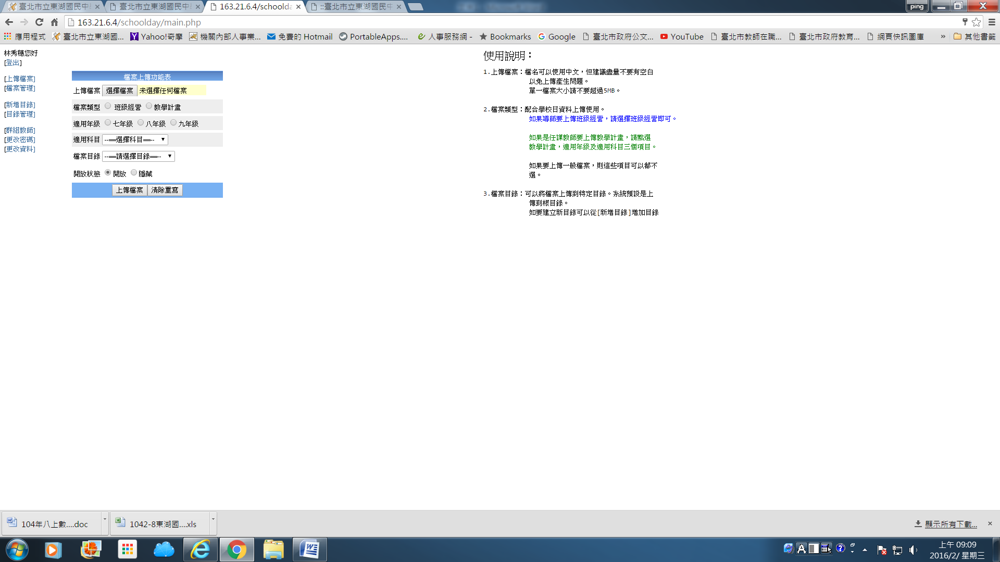 臺北市立東湖國民中學
臺北市立東湖國民中學
163.21.6.4/schoolda
::臺北市立東湖國民中
ping
163.21.6.4/schoolday/main.php
應用程式
臺北市立東湖國...
Yahoo!奇摩
機關內部人事業...
免費的 Hotmail
PortableApps....
人事服務網 -
Bookmarks
Google
臺北市政府公文...
YouTube
臺北市教師在職...
臺北市政府教育...
網頁快訊圖庫
»
其他書籤
林秀穗您好
[登出]
[上傳檔案]
[檔案管理]
[新增目錄]
[目錄管理]
[群組教師]
[更改密碼]
[更改資料]
檔案上傳功能表
上傳檔案 選擇檔案 未選擇任何檔案
檔案類型 班級經營 教學計畫
適用年級 七年級 八年級 九年級
適用科目 --==選擇科目==--
檔案目錄 --==請選擇目錄==--
開放狀態 開放 隱藏
上傳檔案 清除重寫
使用說明：
1.上傳檔案：檔名可以使用中文，但建議盡量不要有空白
以免上傳產生問題。
單一檔案大小請不要超過5MB。
2.檔案類型：配合學校日資料上傳使用。
如果導師要上傳班級經營，請選擇班級經營即可。
如果是任課教師要上傳教學計畫，請點選
教學計畫，適用年級及適用科目三個項目。
如果要上傳一般檔案，則這些項目可以都不
選。
3.檔案目錄：可以將檔案上傳到特定目錄。系統預設是上
傳到根目錄。
如要建立新目錄可以從[新增目錄]增加目錄
104年八上數....doc
1042-8東湖國....xls
顯示所有下載...
上午 09:09
2016/2/ 星期三